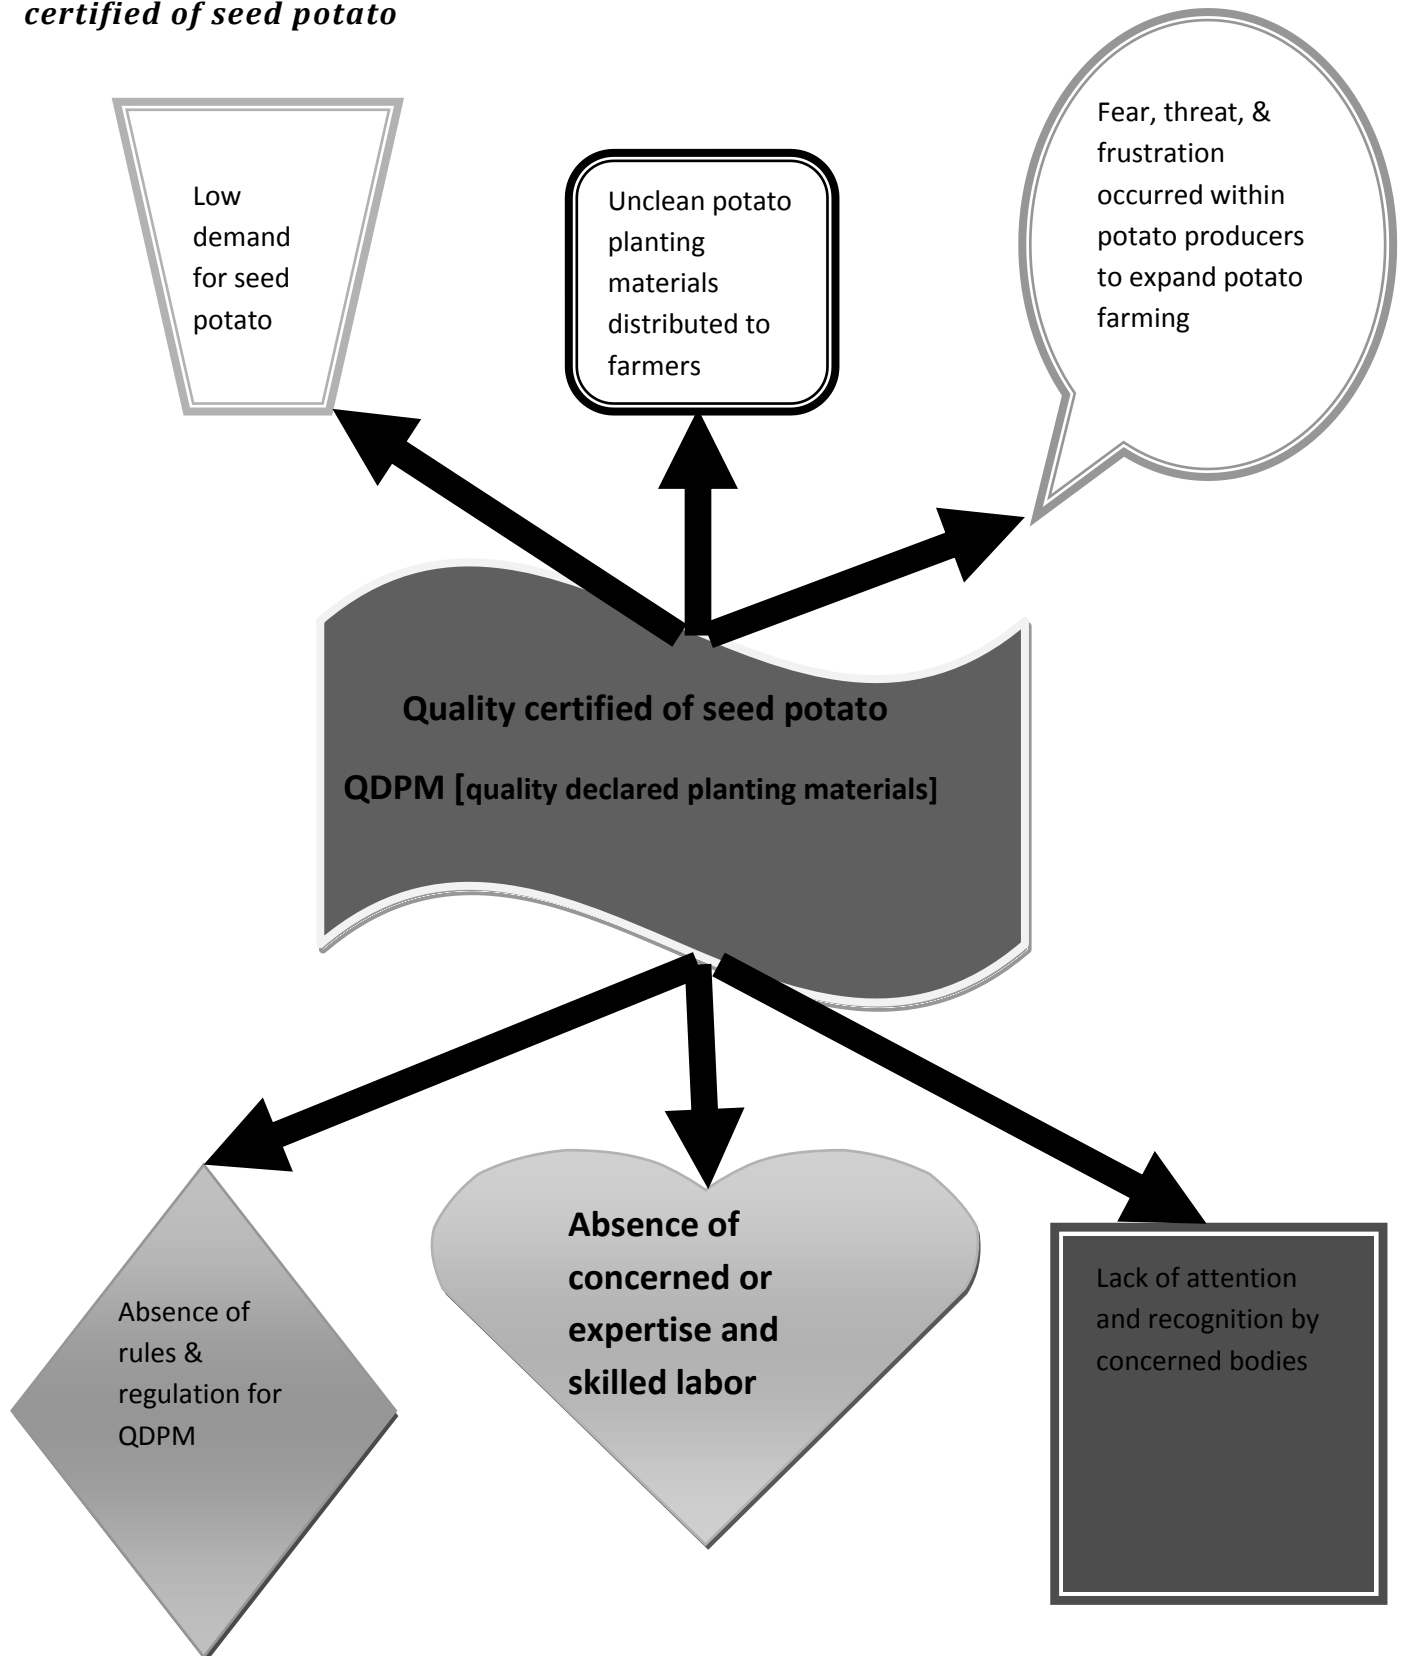 certified of seed potato
Low
demand
for seed
potato
Unclean potato
planting
materials
distributed to
farmers
Fear, threat, &
frustration
occurred within
potato producers
to expand potato
farming
Quality certified of seed potato
QDPM [quality declared planting materials]
Absence of
rules &
regulation for
QDPM
Absence of
concerned or
expertise and
skilled labor
Lack of attention
and recognition by
concerned bodies